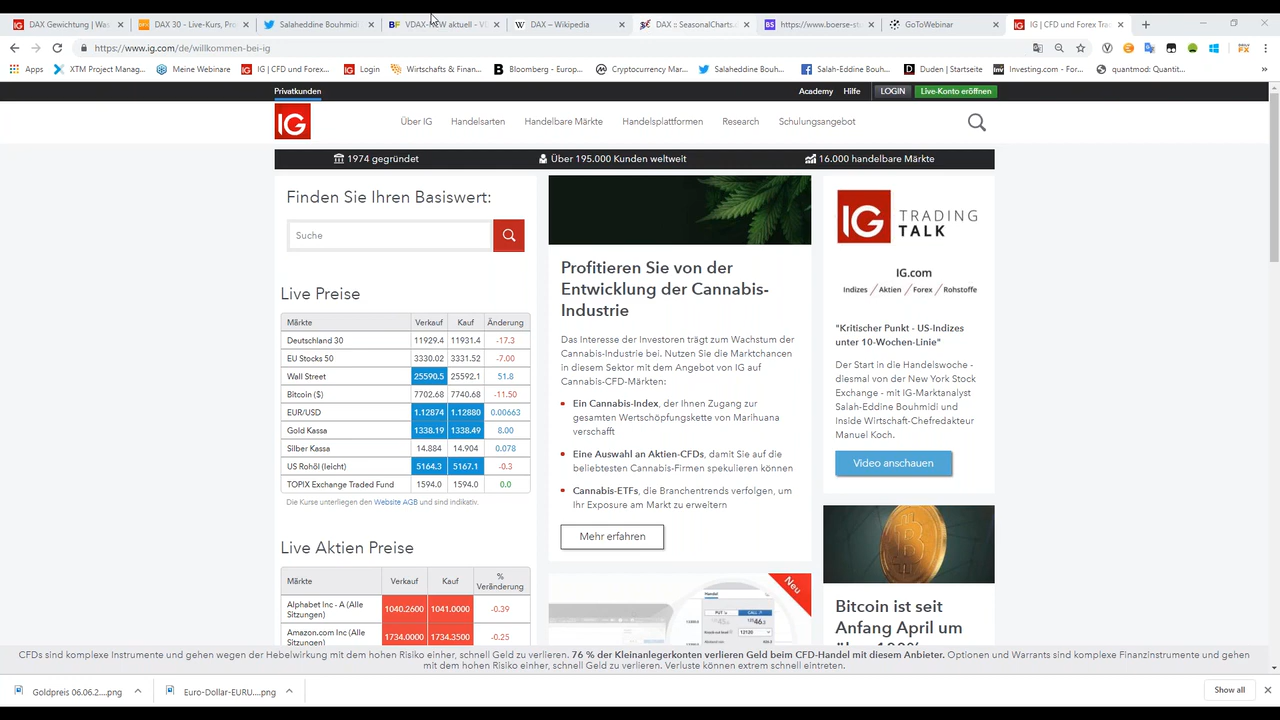 DAX Gewichtung | Was
DAX 30 - Live-Kurs, Pro
Salaheddine Bouhmidi
VDAX-NEW aktuell - VD
DAX – Wikipedia
DAX :: SeasonalCharts.d
https://www.boerse-stu
GoToWebinar
IG | CFD und Forex Tra
https://www.ig.com/de/willkommen-bei-ig
Apps
XTM Project Manag...
Meine Webinare
IG | CFD und Forex...
Login
Wirtschafts & Finan...
Bloomberg - Europ...
Cryptocurrency Mar...
Salaheddine Bouh...
Salah-Eddine Bouh...
Duden | Startseite
Investing.com - For...
quantmod: Quantit...
Privatkunden
Academy
Hilfe
LOGIN
Live-Konto eröffnen
IG
Über IG
Handelsarten
Handelbare Märkte
Handelsplattformen
Research
Schulungsangebot
1974 gegründet
Über 195.000 Kunden weltweit
16.000 handelbare Märkte
Finden Sie Ihren Basiswert:
Suche
Live Preise
Märkte Verkauf Kauf Änderung
Deutschland 30 11929.4 11931.4 -17.3
EU Stocks 50 3330.02 3331.52 -7.00
Wall Street 25590.5 25592.1 51.8
Bitcoin ($) 7702.68 7740.68 -11.50
EUR/USD 1.12874 1.12880 0.00663
Gold Kassa 1338.19 1338.49 8.00
Silber Kassa 14.884 14.904 0.078
US Rohöl (leicht) 5164.3 5167.1 -0.3
TOPIX Exchange Traded Fund 1594.0 1594.0 0.0
Die Kurse unterliegen den Website AGB und sind indikativ.
Live Aktien Preise
Märkte Verkauf Kauf % Veränderung
Alphabet Inc - A (Alle
Sitzungen) 1040.2600 1041.0000 -0.39
Amazon.com Inc (Alle
Sitzungen) 1734.0000 1734.3500 -0.25
Profitieren Sie von der
Entwicklung der Cannabis-
Industrie
Das Interesse der Investoren trägt zum Wachstum der
Cannabis-Industrie bei. Nutzen Sie die Marktchancen
in diesem Sektor mit dem Angebot von IG auf
Cannabis-CFD-Märkten:
Ein Cannabis-Index, der Ihnen Zugang zur
gesamten Wertschöpfungskette von Marihuana
verschafft
Eine Auswahl an Aktien-CFDs, damit Sie auf die
beliebtesten Cannabis-Firmen spekulieren können
Cannabis-ETFs, die Branchentrends verfolgen, um
Ihr Exposure am Markt zu erweitern
Mehr erfahren
Neu
IG TRADING
TALK
IG.com
Indizes / Aktien / Forex / Rohstoffe
"Kritischer Punkt - US-Indizes
unter 10-Wochen-Linie"
Der Start in die Handelswoche -
diesmal von der New York Stock
Exchange - mit IG-Marktanalyst
Salah-Eddine Bouhmidi und
Inside Wirtschaft-Chefredakteur
Manuel Koch.
Video anschauen
Bitcoin ist seit
Anfang April um
CFDs sind komplexe Instrumente und gehen wegen der Hebelwirkung mit dem hohen Risiko einher, schnell Geld zu verlieren. 76 % der Kleinanlegerkonten verlieren Geld beim CFD-Handel mit diesem Anbieter. Optionen und Warrants sind komplexe Finanzinstrumente und gehen
mit dem hohen Risiko einher, schnell Geld zu verlieren. Verluste können extrem schnell eintreten.
Goldpreis 06.06.2....png
Euro-Dollar-EURU....png
Show all